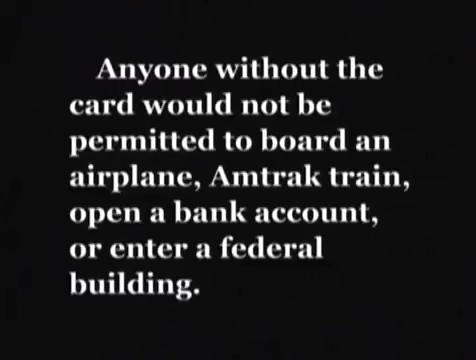 Anyone without the
card would not be
permitted to board an
airplane, Amtrak train,
open a bank account,
or enter a federal
building.